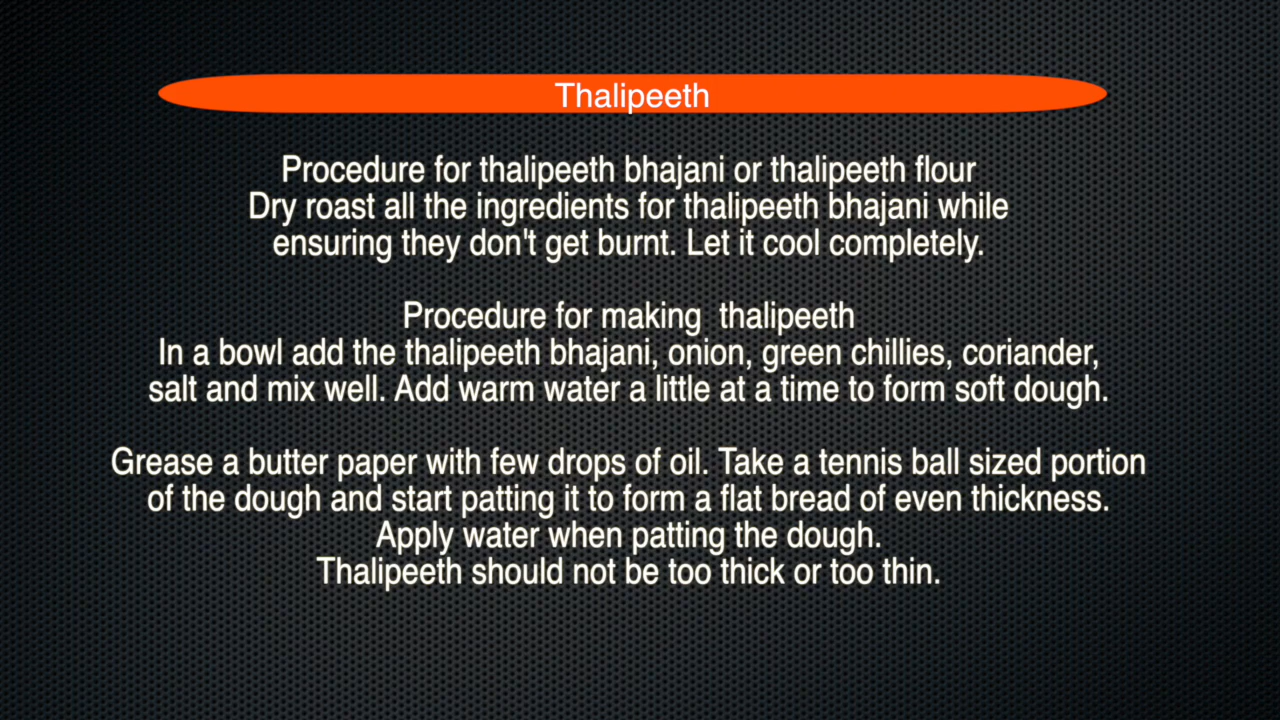 Thalipeeth
Procedure for thalipeeth bhajani or thalipeeth flour
Dry roast all the ingredients for thalipeeth bhajani while
ensuring they don't get burnt. Let it cool completely.
Procedure for making  thalipeeth
In a bowl add the thalipeeth bhajani, onion, green chillies, coriander,
salt and mix well. Add warm water a little at a time to form soft dough.
Grease a butter paper with few drops of oil. Take a tennis ball sized portion
of the dough and start patting it to form a flat bread of even thickness.
Apply water when patting the dough.
Thalipeeth should not be too thick or too thin.